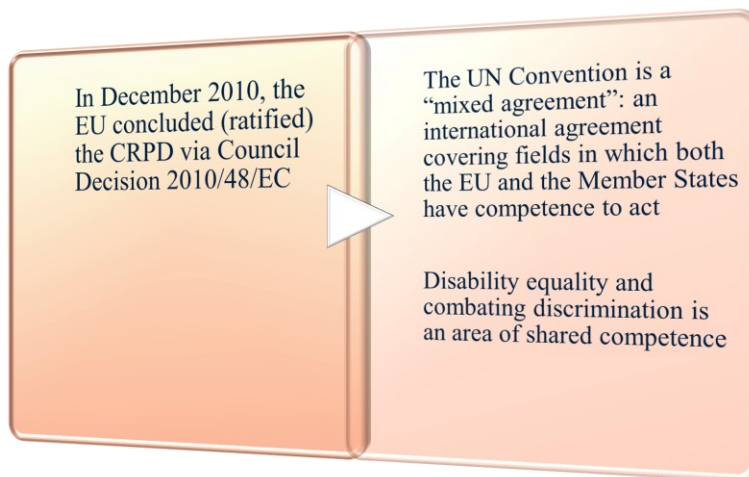 In December 2010, the
EU concluded (ratified)
the CRPD via Council
Decision 2010/48/EC
The UN Convention is a
“mixed agreement”: an
international agreement
covering fields in which both
the EU and the Member States
have competence to act
Disability equality and
combating discrimination is
an area of shared competence